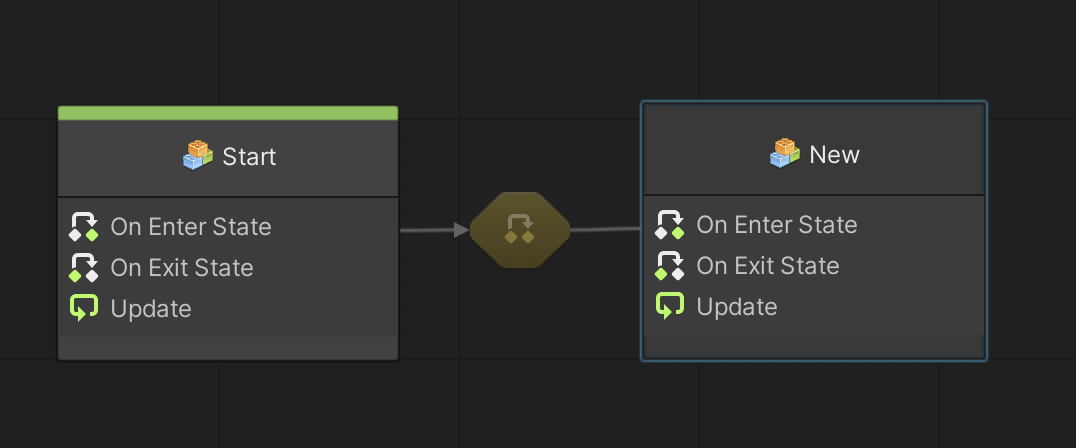 Start
On Enter State
On Exit State
Update
New
On Enter State
On Exit State
Update